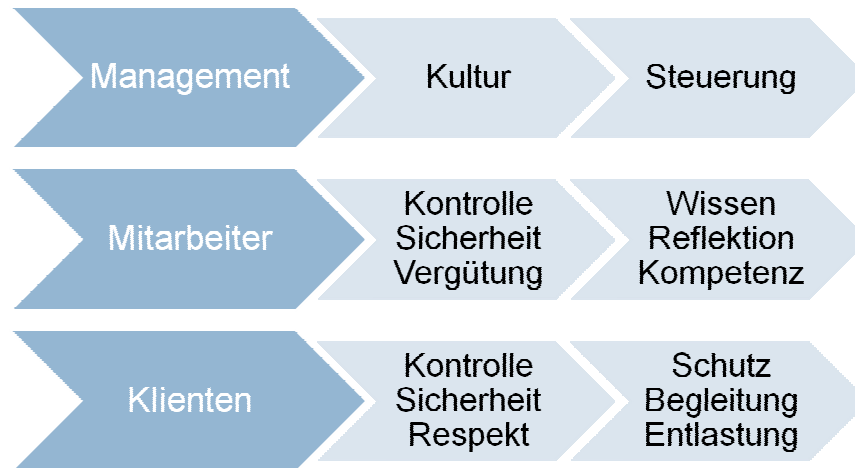 Management
Kultur
Steuerung
Mitarbeiter
Kontrolle
Sicherheit
Vergütung
Wissen
Reflektion
Kompetenz
Klienten
Kontrolle
Sicherheit
Respekt
Schutz
Begleitung
Entlastung